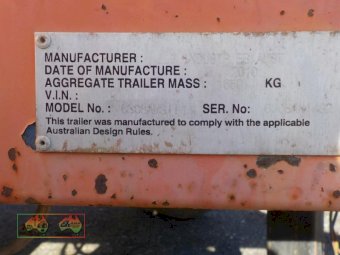 MANUFACTURER :
DATE OF MANUFACTURE :
AGGREGATE TRAILER MASS : KG
V.I.N. :
MODEL No. : SER. No:
This trailer was manufactured to comply with the applicable
Australian Design Rules.